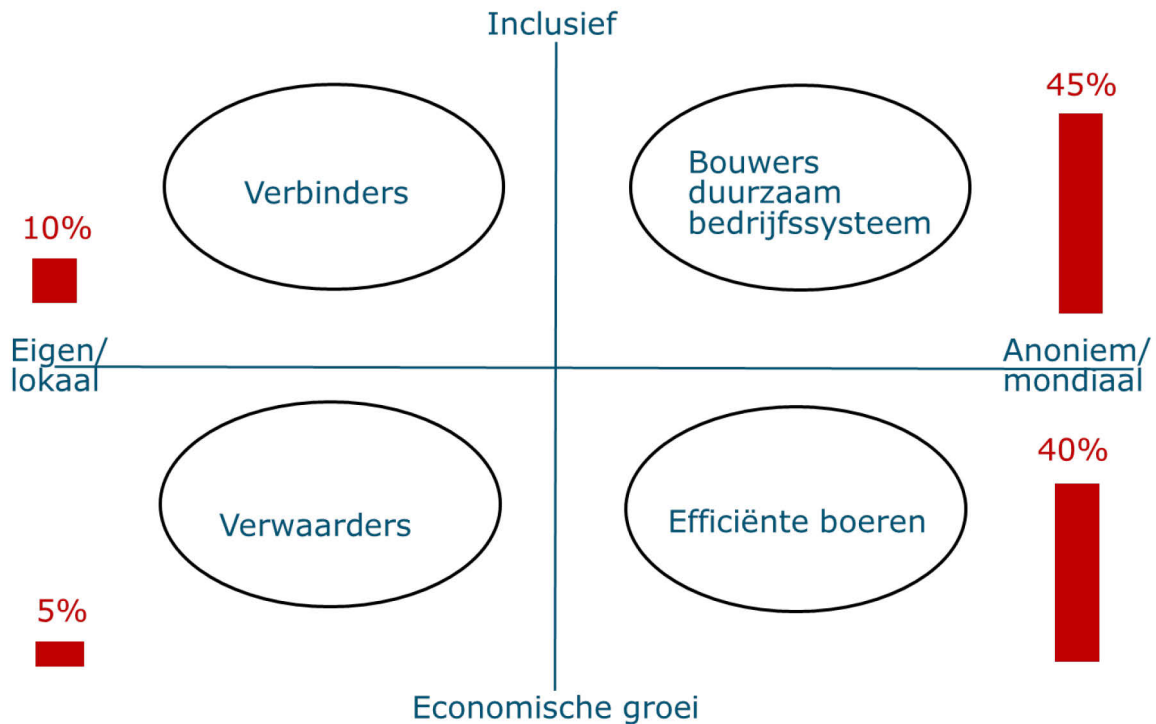 Inclusief
45%
Verbinders
Bouwers
duurzaam
bedrijfssysteem
10%
Eigen/
lokaal
Anoniem/
mondiaal
40%
Verwaarders
Efficiënte boeren
5%
Economische groei